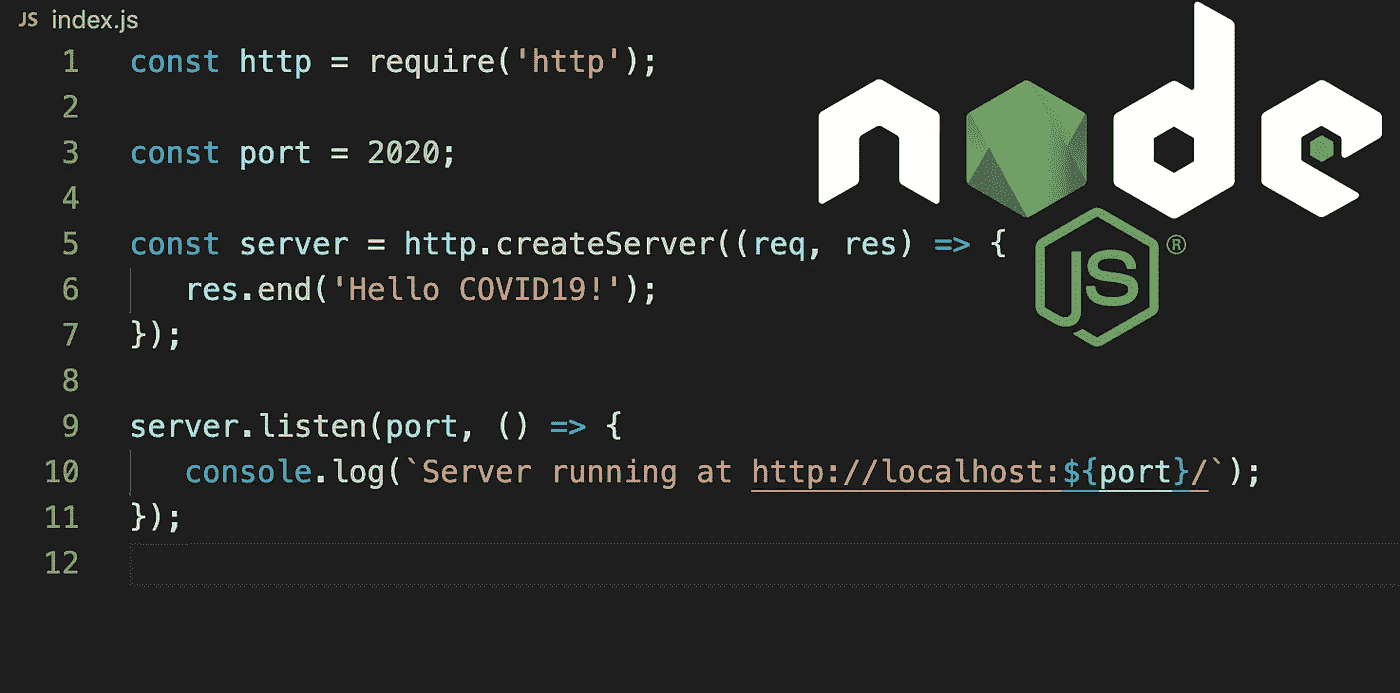 JS index.js
1 const http = require('http');
2
3 const port = 2020;
4
5 const server = http.createServer((req, res) => {
6    res.end('Hello COVID19!');
7 });
8
9 server.listen(port, () => {
10    console.log(`Server running at http://localhost:${port}/`);
11 });
12
node
JS ®